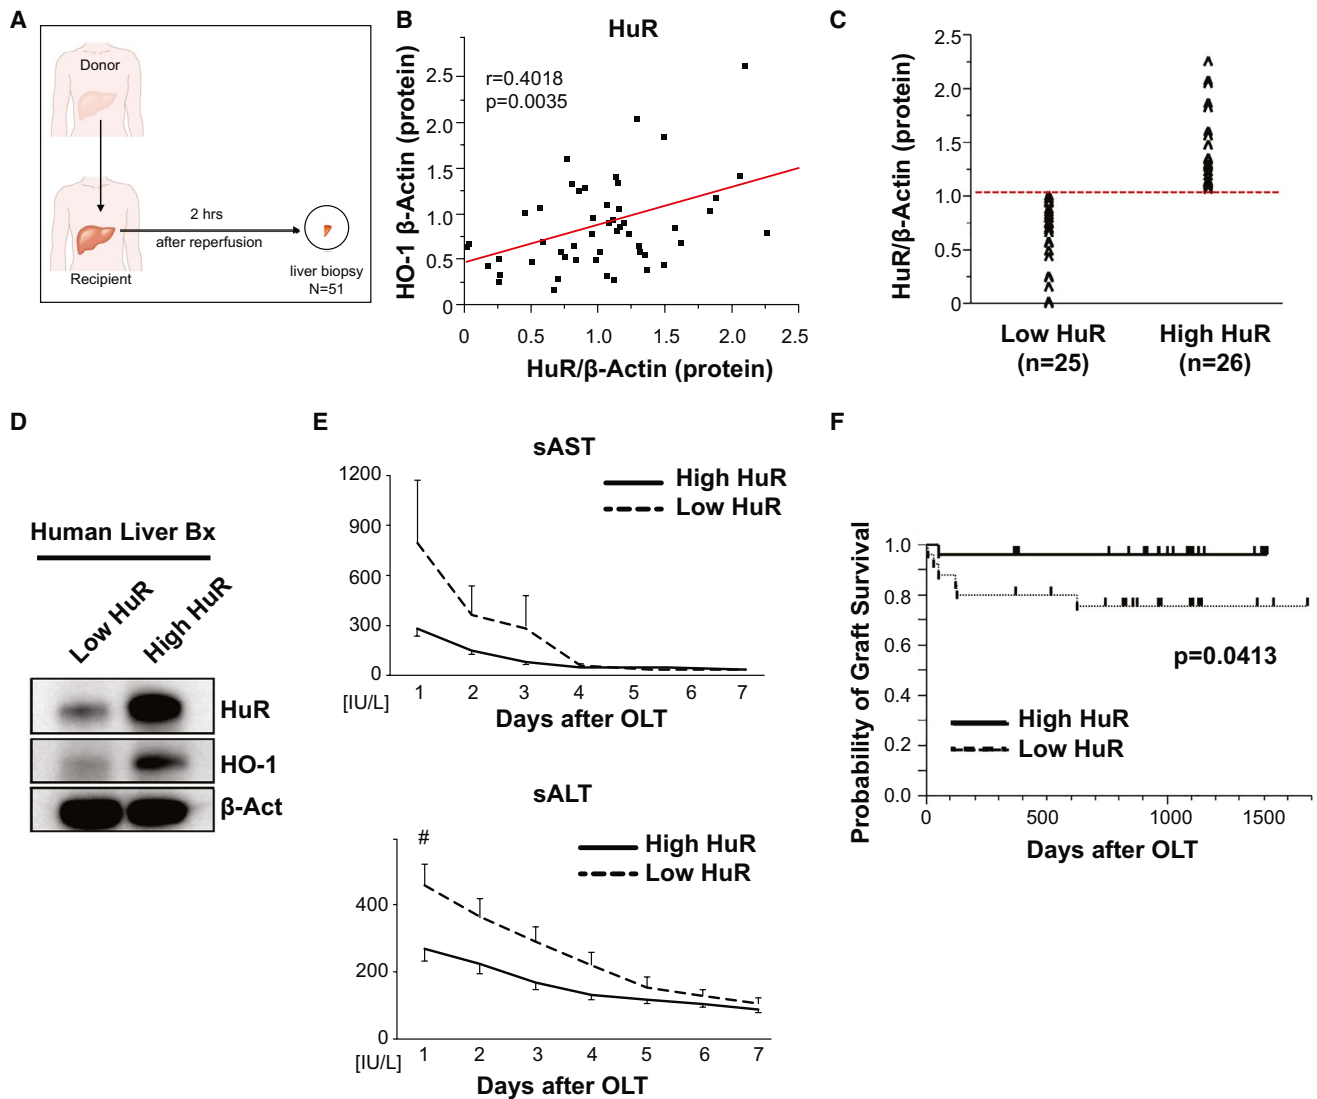 A
Donor
Recipient
2 hrs
after reperfusion
liver biopsy
N=51
B
HuR
r=0.4018
p=0.0035
HO-1 β-Actin (protein)
2.5
2.0
1.5
1.0
0.5
0
0 0.5 1.0 1.5 2.0 2.5
HuR/β-Actin (protein)
C
HuR/β-Actin (protein)
2.5
2.0
1.5
1.0
0.5
0
Low HuR High HuR
(n=25) (n=26)
D
Human Liver Bx
Low HuR
High HuR
HuR
HO-1
β-Act
E
sAST
High HuR
Low HuR
1200
900
600
300
0
[IU/L]
1 2 3 4 5 6 7
Days after OLT
sALT
#
High HuR
Low HuR
400
200
0
[IU/L]
1 2 3 4 5 6 7
Days after OLT
F
Probability of Graft Survival
1.0
0.8
0.6
0.4
0.2
0.0
p=0.0413
High HuR
Low HuR
0 500 1000 1500
Days after OLT